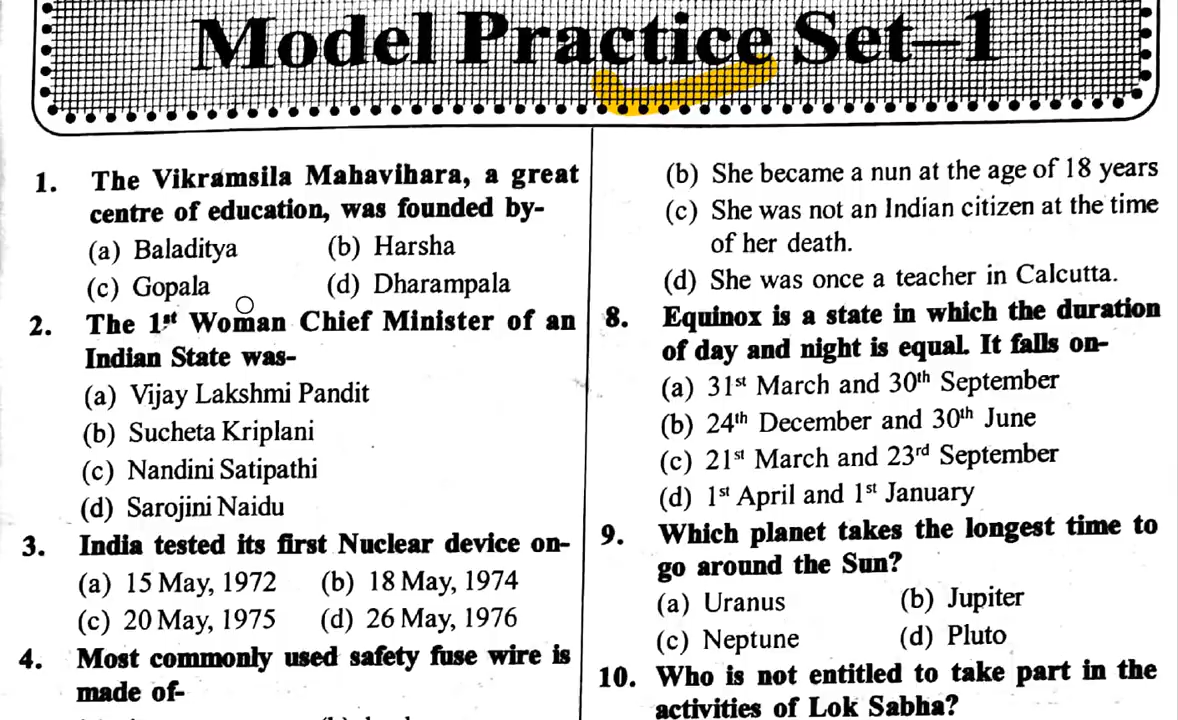 Model Practice Set–1
1. The Vikramsila Mahavihara, a great
centre of education, was founded by-
(a) Baladitya (b) Harsha
(c) Gopala (d) Dharampala
2. The 1st Woman Chief Minister of an
Indian State was-
(a) Vijay Lakshmi Pandit
(b) Sucheta Kriplani
(c) Nandini Satipathi
(d) Sarojini Naidu
3. India tested its first Nuclear device on-
(a) 15 May, 1972 (b) 18 May, 1974
(c) 20 May, 1975 (d) 26 May, 1976
4. Most commonly used safety fuse wire is
made of-
(b) She became a nun at the age of 18 years
(c) She was not an Indian citizen at the time
of her death.
(d) She was once a teacher in Calcutta.
8. Equinox is a state in which the duration
of day and night is equal. It falls on-
(a) 31st March and 30th September
(b) 24th December and 30th June
(c) 21st March and 23rd September
(d) 1st April and 1st January
9. Which planet takes the longest time to
go around the Sun?
(a) Uranus (b) Jupiter
(c) Neptune (d) Pluto
10. Who is not entitled to take part in the
activities of Lok Sabha?